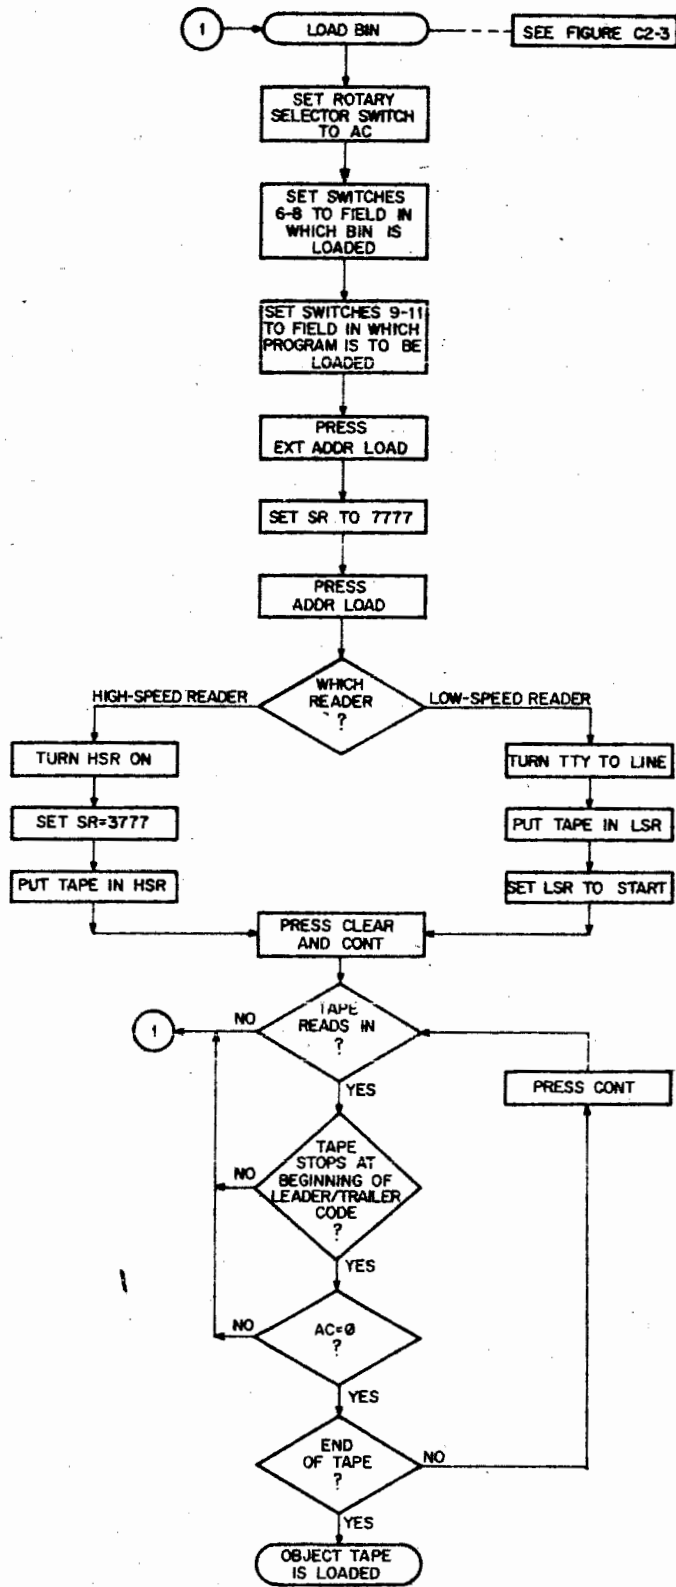 1
LOAD BIN
SEE FIGURE C2-3
SET ROTARY
SELECTOR SWITCH
TO AC
SET SWITCHES
6-8 TO FIELD IN
WHICH BIN IS
LOADED
SET SWITCHES 9-11
TO FIELD IN WHICH
PROGRAM IS TO BE
LOADED
PRESS
EXT ADDR LOAD
SET SR TO 7777
PRESS
ADDR LOAD
WHICH
READER
?
HIGH-SPEED READER
LOW-SPEED READER
TURN HSR ON
SET SR=3777
PUT TAPE IN HSR
TURN TTY TO LINE
PUT TAPE IN LSR
SET LSR TO START
PRESS CLEAR
AND CONT
TAPE
READS IN
?
NO
1
YES
PRESS CONT
TAPE
STOPS AT
BEGINNING OF
LEADER/TRAILER
CODE
?
NO
YES
AC=0
?
NO
YES
END
OF TAPE
?
NO
YES
OBJECT TAPE
IS LOADED